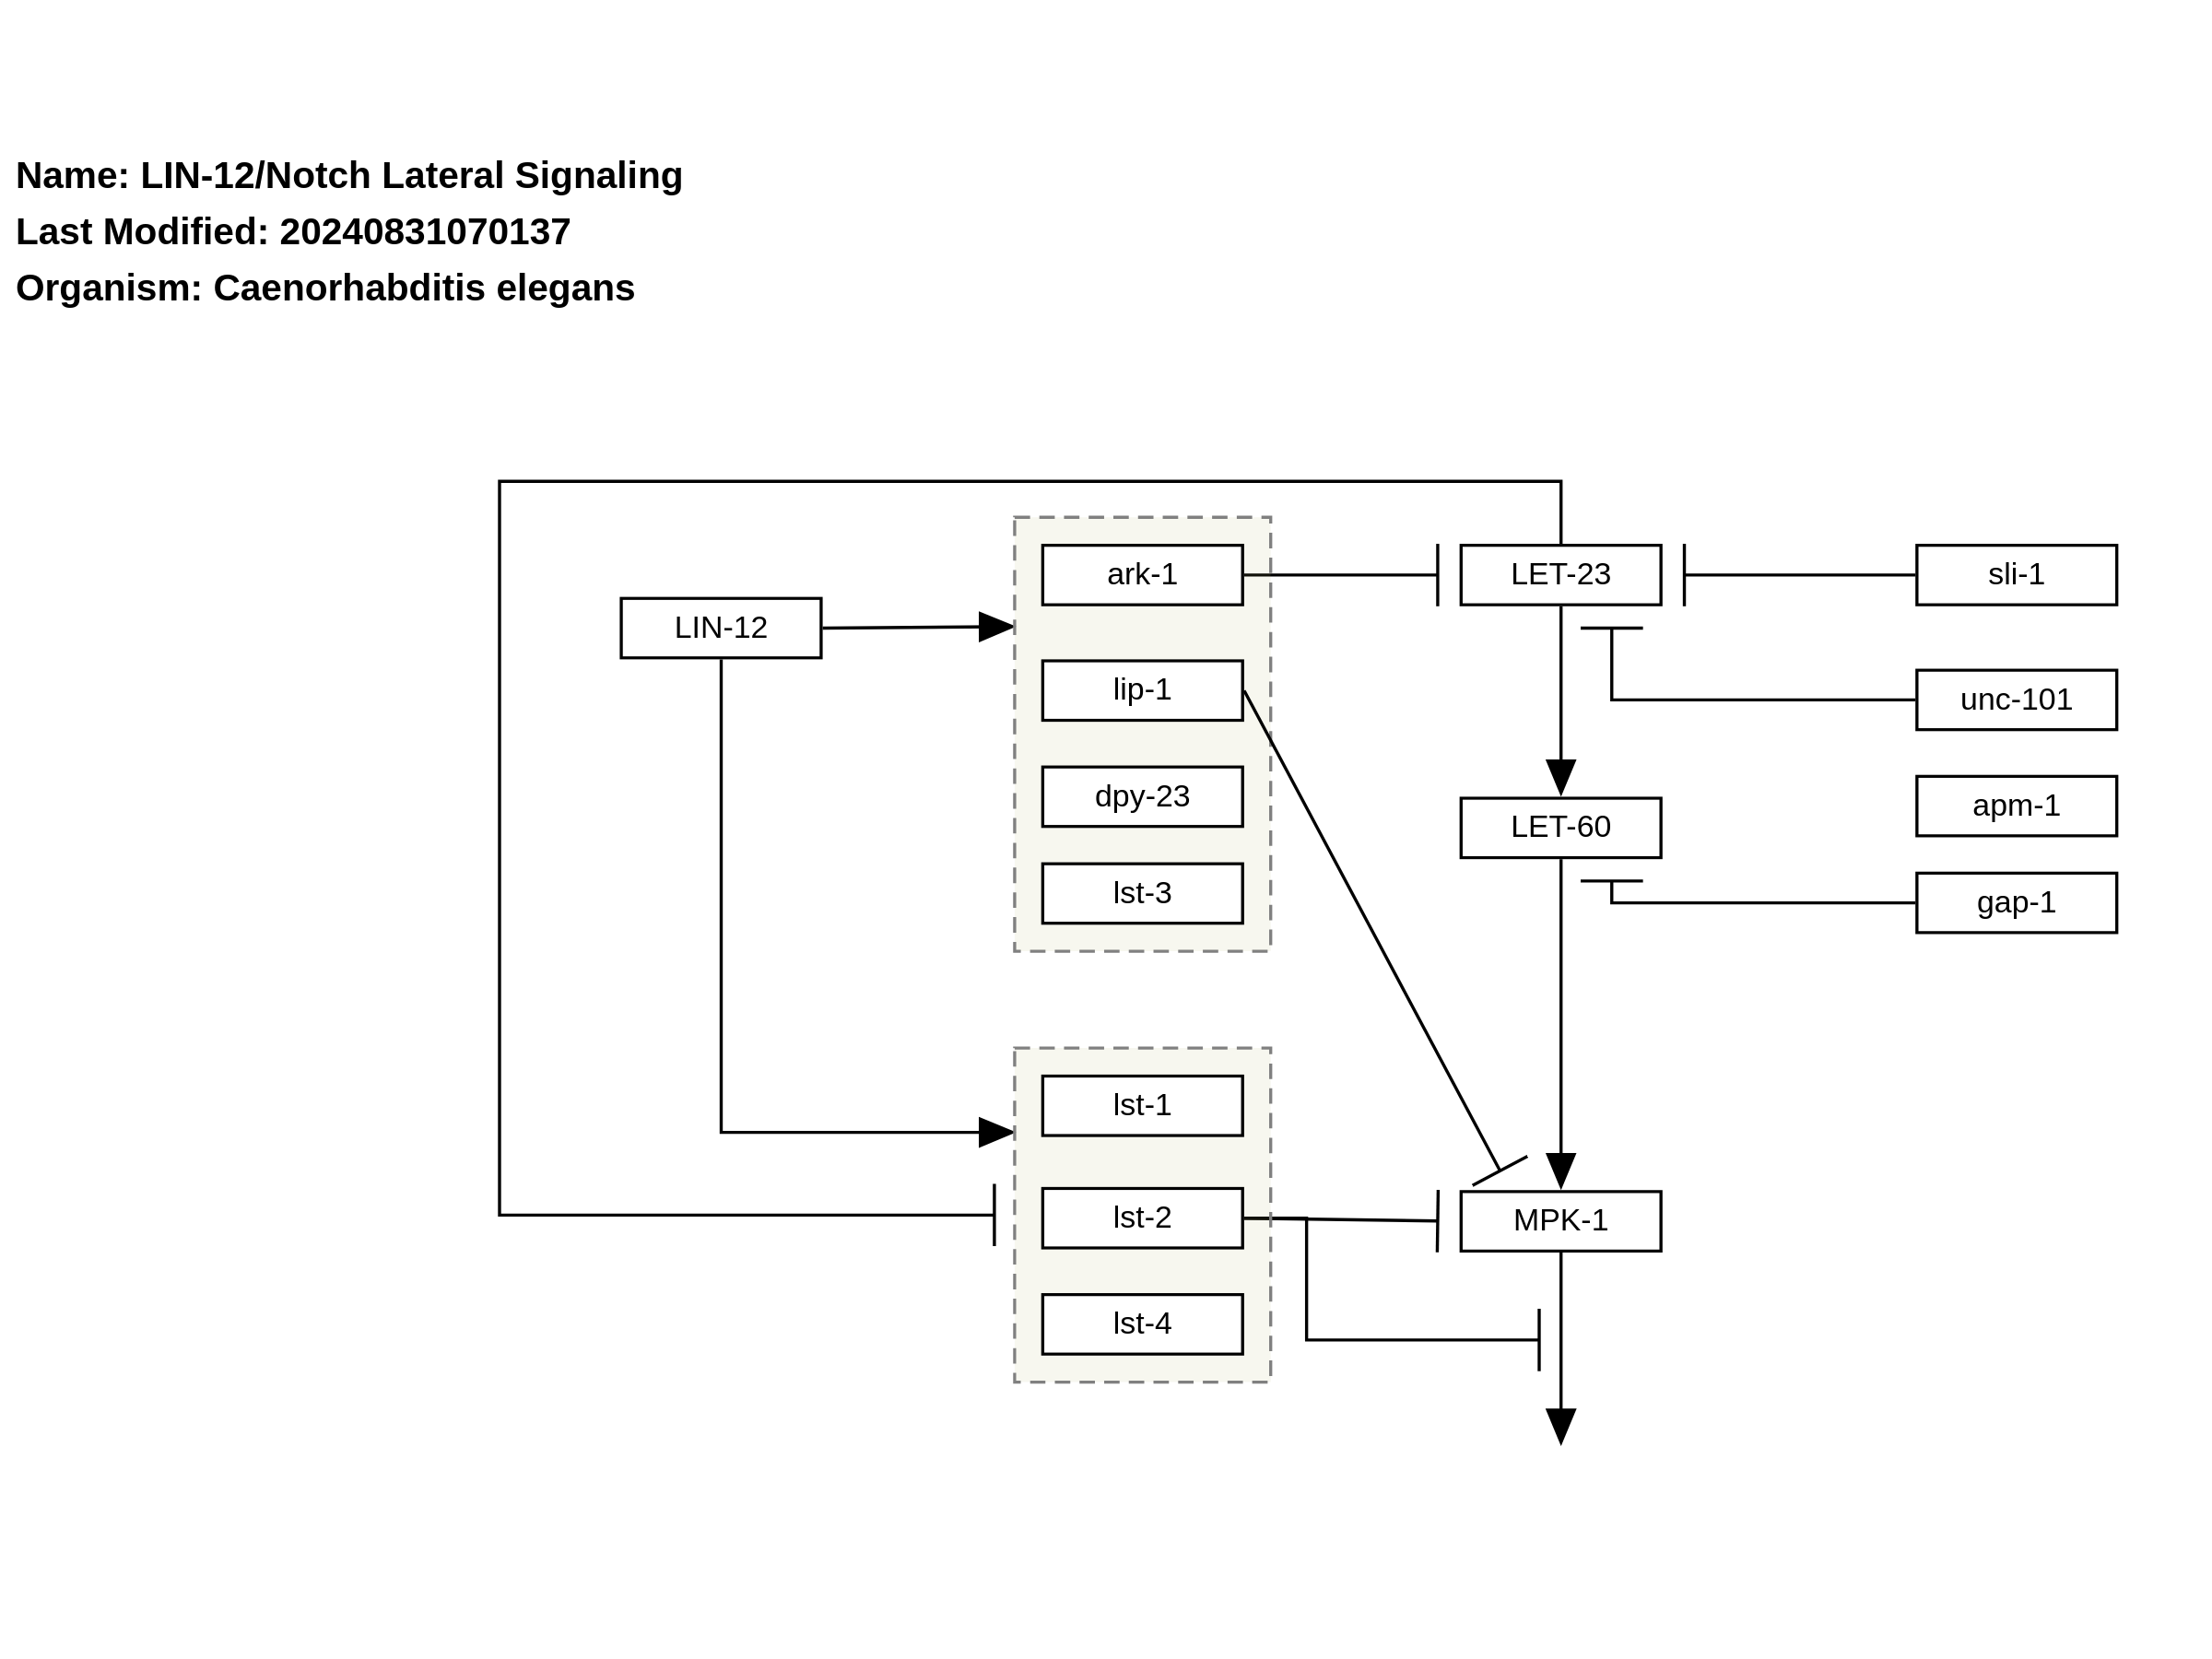 Name: LIN-12/Notch Lateral Signaling
Last Modified: 20240831070137
Organism: Caenorhabditis elegans
ark-1
LET-23
sli-1
LIN-12
lip-1
unc-101
dpy-23
apm-1
LET-60
lst-3
gap-1
lst-1
lst-2
MPK-1
lst-4